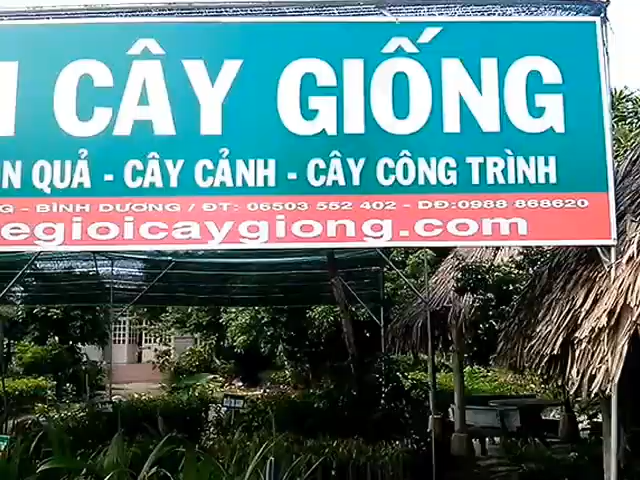 CÂY GIỐNG
QUẢ - CÂY CẢNH - CÂY CÔNG TRÌNH
- BÌNH DƯƠNG / ĐT: 06503 552 402 - DĐ:0988 868620
egioicaygiong.com